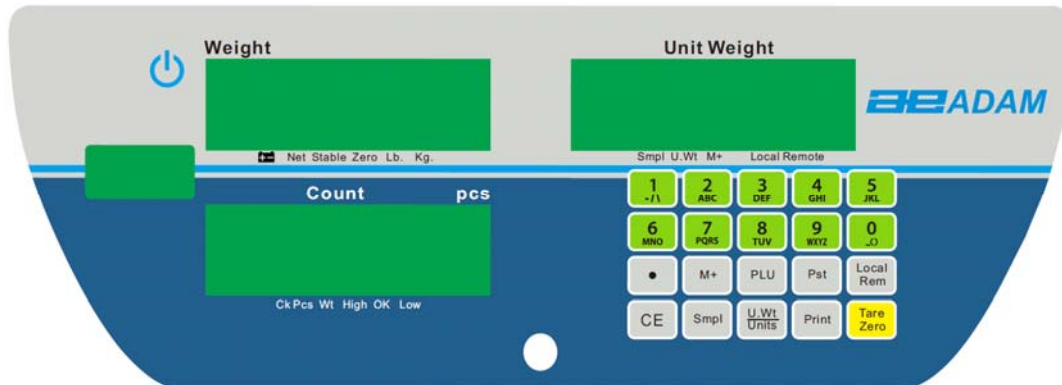 Weight
Unit Weight
ae ADAM
Net Stable Zero Lb. Kg.
Smpl U.Wt M+ Local Remote
Count pcs
1 2 3 4 5
-/\ ABC DEF GHI JKL
6 7 8 9 0
MNO PQRS TUV WXYZ _()
• M+ PLU Pst Local Rem
CkPcs Wt High OK Low
CE Smpl U.Wt/Units Print Tare Zero